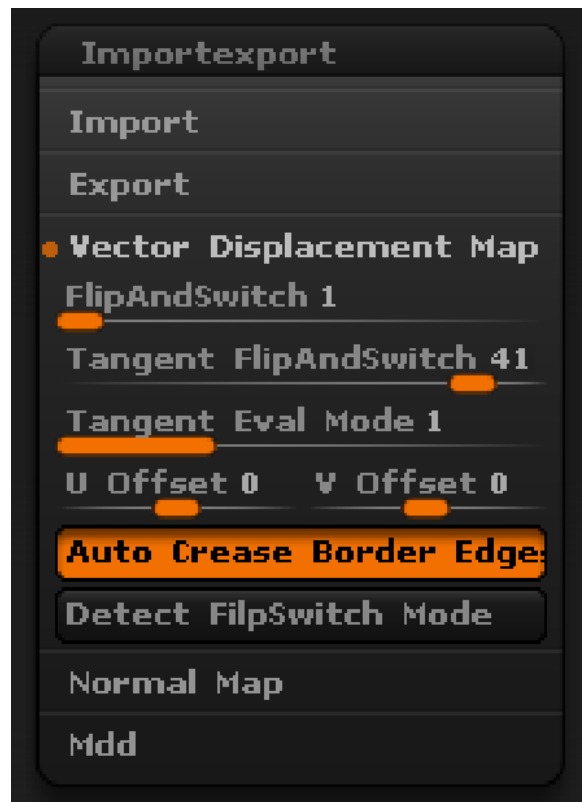 Importexport
Import
Export
Vector Displacement Map
FlipAndSwitch 1
Tangent FlipAndSwitch 41
Tangent Eval Mode 1
U Offset 0 V Offset 0
Auto Crease Border Edges
Detect FilpSwitch Mode
Normal Map
Mdd